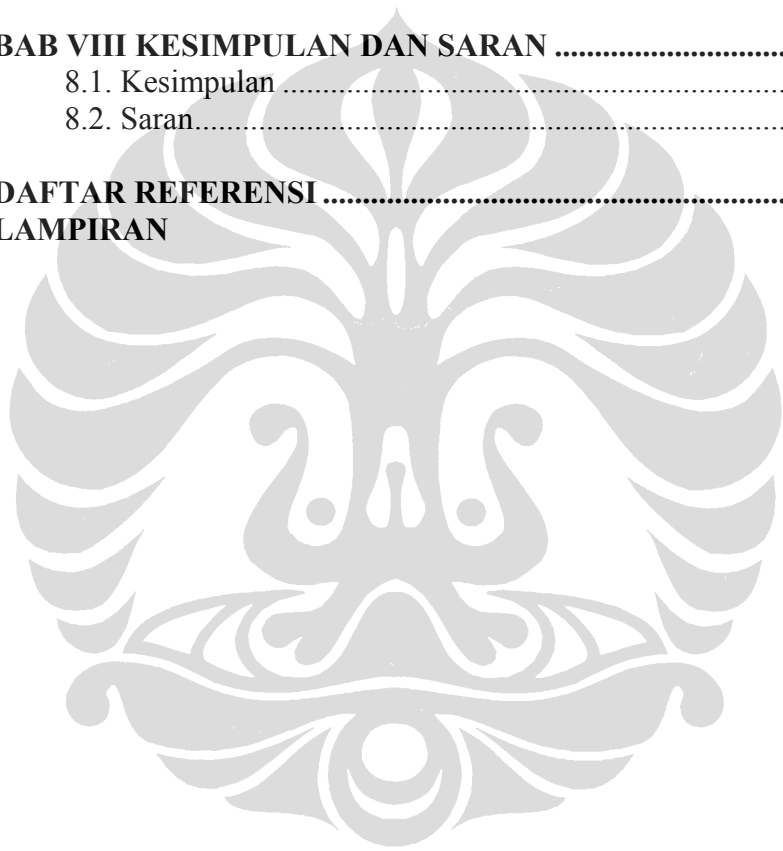 BAB VIII KESIMPULAN DAN SARAN ..............................
8.1. Kesimpulan ...............................................................
8.2. Saran..........................................................................
DAFTAR REFERENSI ..........................................................
LAMPIRAN